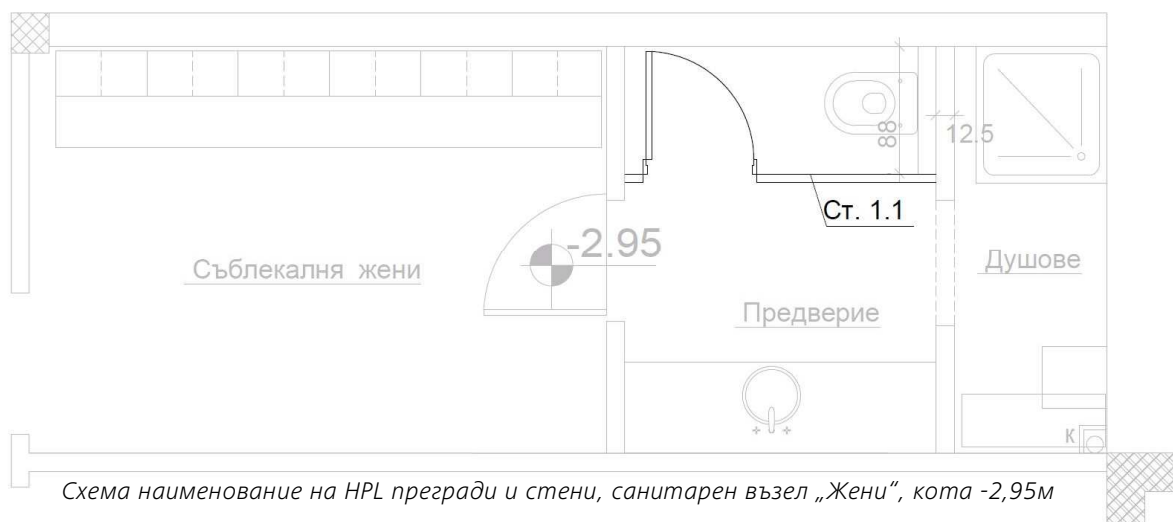 88
12.5
Ст. 1.1
-2.95
Съблекалня жени
Душове
Предверие
К
Схема наименование на HPL прегради и стени, санитарен възел „Жени“, кота -2,95м